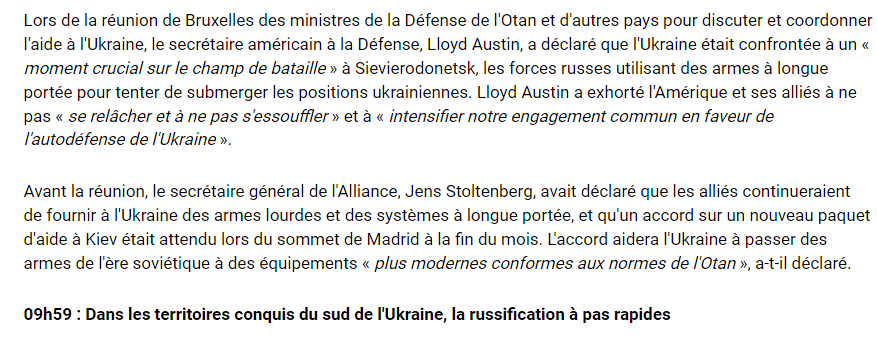 Lors de la réunion de Bruxelles des ministres de la Défense de l'Otan et d'autres pays pour discuter et coordonner
l'aide à l'Ukraine, le secrétaire américain à la Défense, Lloyd Austin, a déclaré que l'Ukraine était confrontée à un «
moment crucial sur le champ de bataille » à Sievierodonetsk, les forces russes utilisant des armes à longue
portée pour tenter de submerger les positions ukrainiennes. Lloyd Austin a exhorté l'Amérique et ses alliés à ne
pas « se relâcher et à ne pas s'essouffler » et à « intensifier notre engagement commun en faveur de
l'autodéfense de l'Ukraine ».
Avant la réunion, le secrétaire général de l'Alliance, Jens Stoltenberg, avait déclaré que les alliés continueraient
de fournir à l'Ukraine des armes lourdes et des systèmes à longue portée, et qu'un accord sur un nouveau paquet
d'aide à Kiev était attendu lors du sommet de Madrid à la fin du mois. L'accord aidera l'Ukraine à passer des
armes de l'ère soviétique à des équipements « plus modernes conformes aux normes de l'Otan », a-t-il déclaré.
09h59 : Dans les territoires conquis du sud de l'Ukraine, la russification à pas rapides